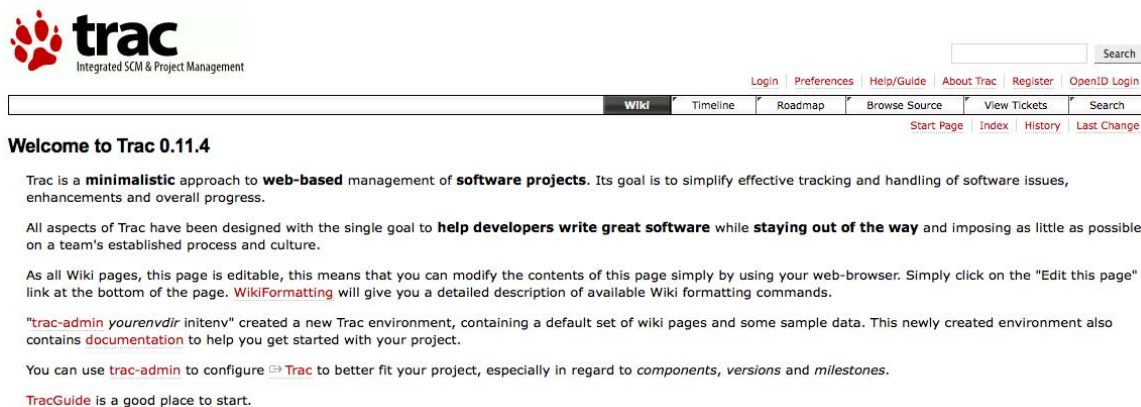 trac
Integrated SCM & Project Management
Search
Login Preferences Help/Guide About Trac Register OpenID Login
Wiki Timeline Roadmap Browse Source View Tickets Search
Start Page Index History Last Change
Welcome to Trac 0.11.4
Trac is a minimalistic approach to web-based management of software projects. Its goal is to simplify effective tracking and handling of software issues,
enhancements and overall progress.
All aspects of Trac have been designed with the single goal to help developers write great software while staying out of the way and imposing as little as possible
on a team's established process and culture.
As all Wiki pages, this page is editable, this means that you can modify the contents of this page simply by using your web-browser. Simply click on the "Edit this page"
link at the bottom of the page. WikiFormatting will give you a detailed description of available Wiki formatting commands.
"trac-admin yourenvdir initenv" created a new Trac environment, containing a default set of wiki pages and some sample data. This newly created environment also
contains documentation to help you get started with your project.
You can use trac-admin to configure Trac to better fit your project, especially in regard to components, versions and milestones.
TracGuide is a good place to start.